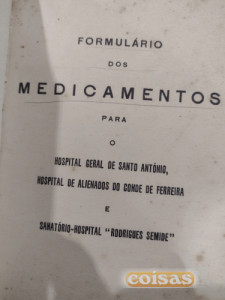 FORMULÁRIO
DOS
MEDICAMENTOS
PARA
O
HOSPITAL GERAL DE SANTO ANTÓNIO,
HOSPITAL DE ALIENADOS DO CONDE DE FERREIRA
E
SANATÓRIO-HOSPITAL "RODRIGUES SEMIDE"
coisas